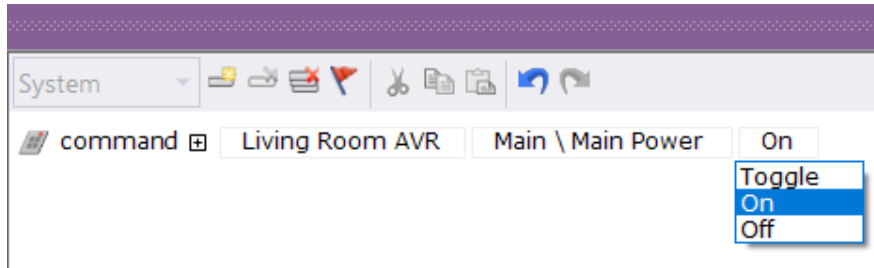 System
command Living Room AVR Main \ Main Power On
Toggle
On
Off